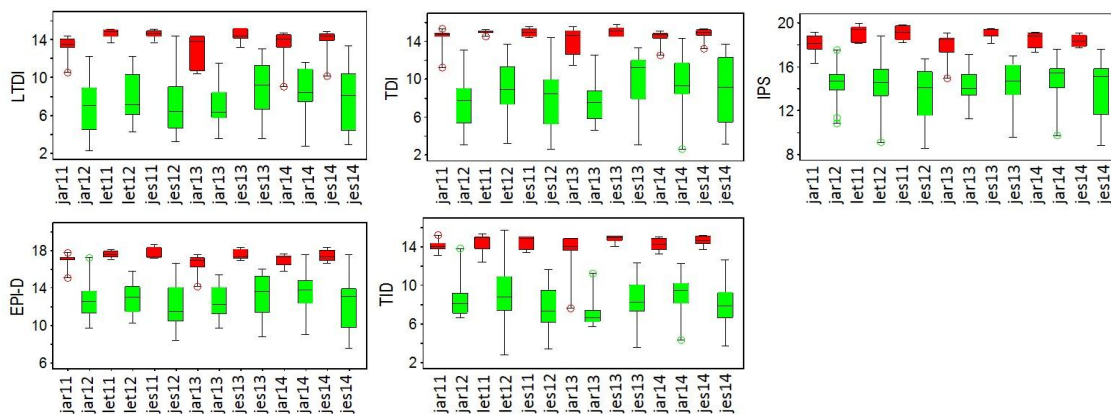 LTDI
14
10
6
2
jar11
jar12
let11
let12
jes11
jes12
jar13
jar13
jes13
jes13
jar14
jar14
jes14
jes14
TDI
14
10
6
2
jar11
jar12
let11
let12
jes11
jes12
jar13
jar13
jes13
jes13
jar14
jar14
jes14
jes14
IPS
20
16
12
8
jar11
jar12
let11
let12
jes11
jes12
jar13
jar13
jes13
jes13
jar14
jar14
jes14
jes14
EPI-D
18
14
10
6
jar11
jar12
let11
let12
jes11
jes12
jar13
jar13
jes13
jes13
jar14
jar14
jes14
jes14
TID
14
10
6
2
jar11
jar12
let11
let12
jes11
jes12
jar13
jar13
jes13
jes13
jar14
jar14
jes14
jes14